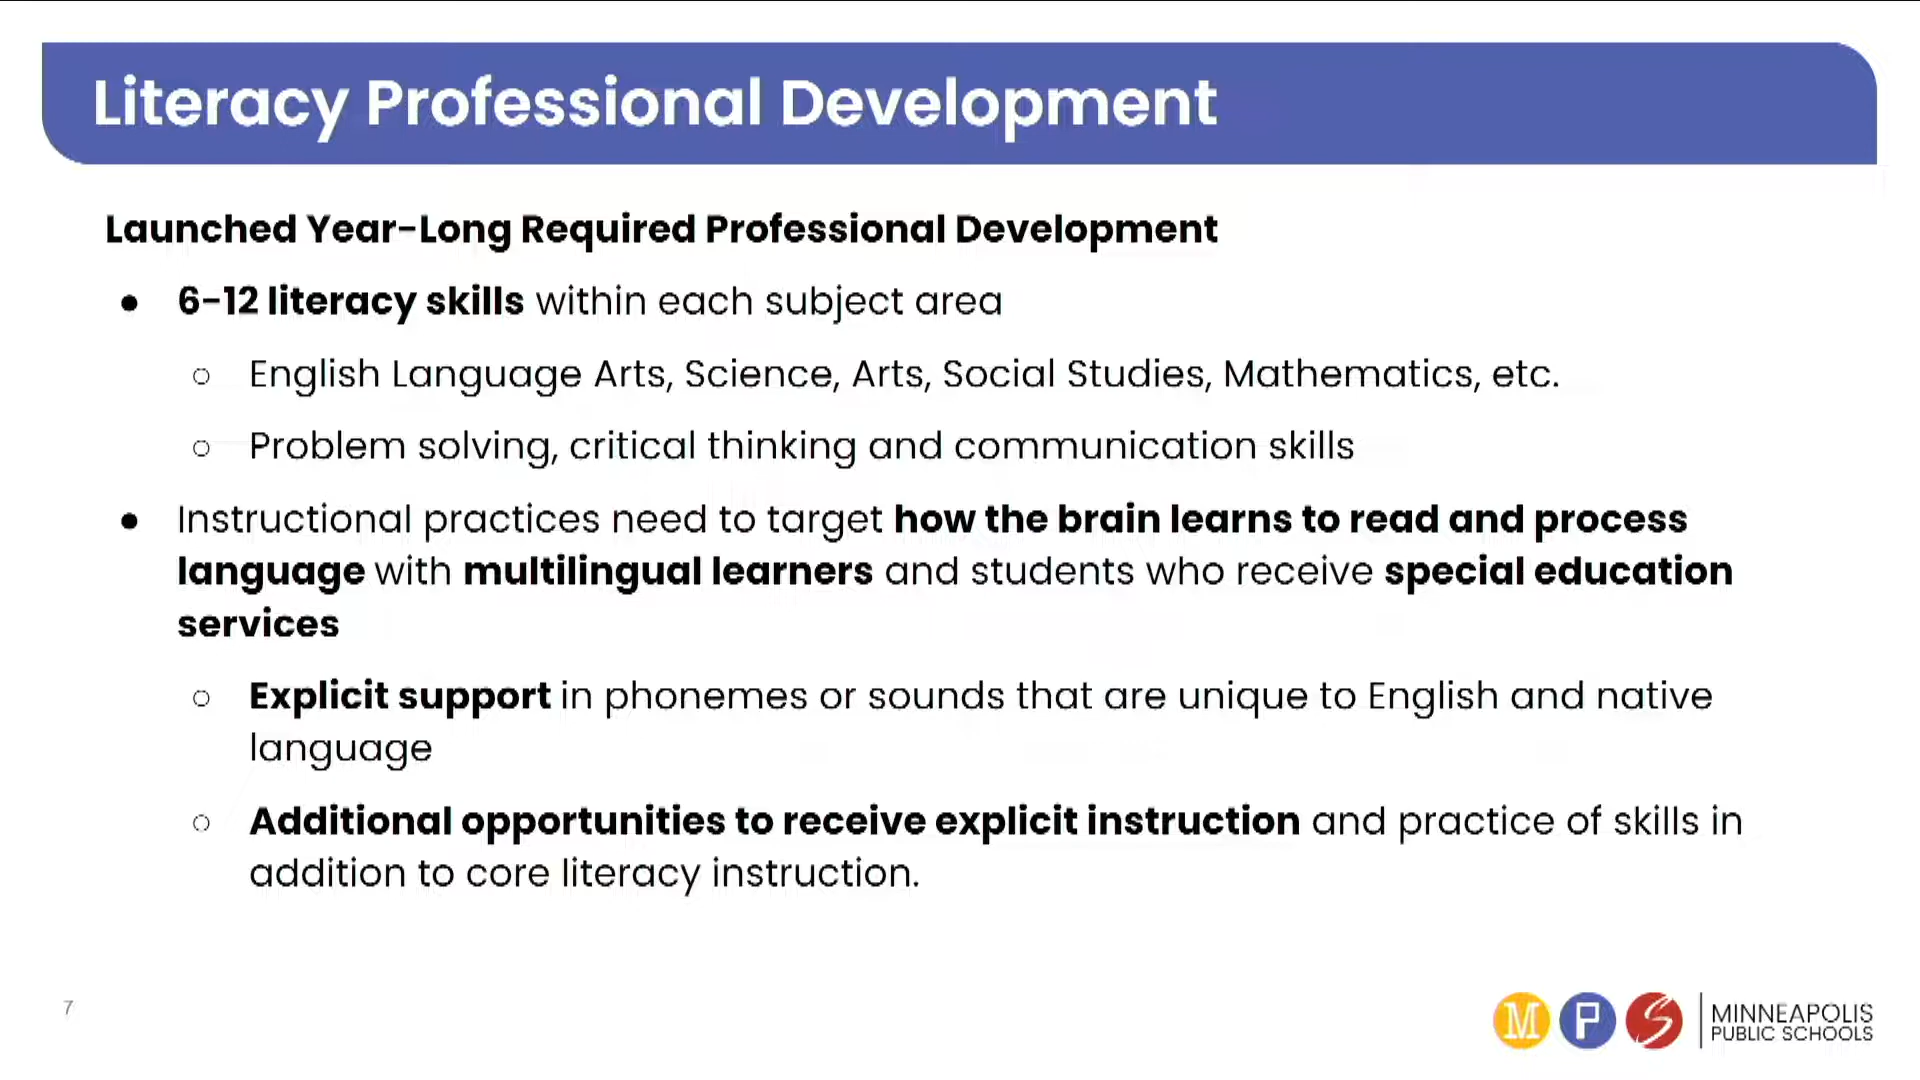 Literacy Professional Development
Launched Year-Long Required Professional Development
● 6-12 literacy skills within each subject area
○ English Language Arts, Science, Arts, Social Studies, Mathematics, etc.
○ Problem solving, critical thinking and communication skills
● Instructional practices need to target how the brain learns to read and process
language with multilingual learners and students who receive special education
services
○ Explicit support in phonemes or sounds that are unique to English and native
language
○ Additional opportunities to receive explicit instruction and practice of skills in
addition to core literacy instruction.
7
M P S
MINNEAPOLIS
PUBLIC SCHOOLS